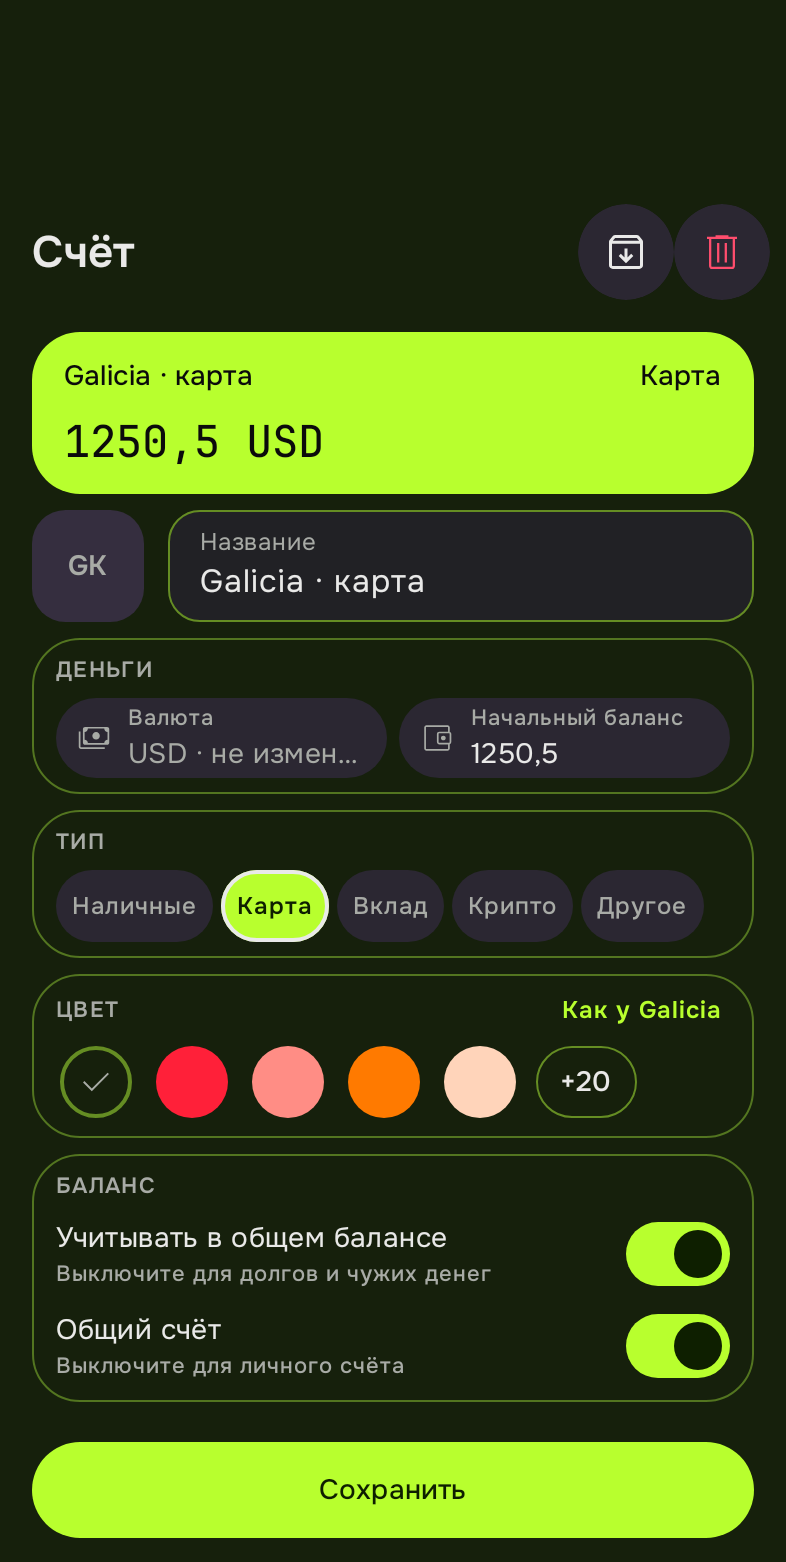 Счёт
Galicia · карта
Карта
1250,5 USD
GK
Название
Galicia · карта
ДЕНЬГИ
Валюта
USD · не измен...
Начальный баланс
1250,5
ТИП
Наличные
Карта
Вклад
Крипто
Другое
ЦВЕТ
Как у Galicia
+20
БАЛАНС
Учитывать в общем балансе
Выключите для долгов и чужих денег
Общий счёт
Выключите для личного счёта
Сохранить